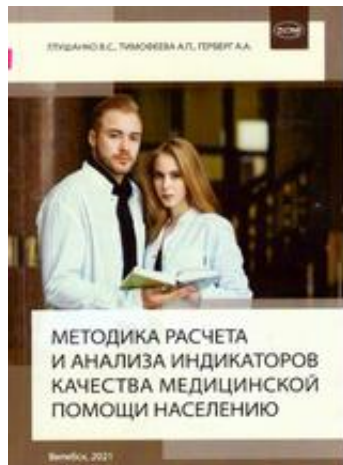 ГЛУШАНКО В.С., ТИМОФЕЕВА А.П., ГЕРБЕРГ А.А.
МЕТОДИКА РАСЧЕТА
И АНАЛИЗА ИНДИКАТОРОВ
КАЧЕСТВА МЕДИЦИНСКОЙ
ПОМОЩИ НАСЕЛЕНИЮ
Витебск, 2021